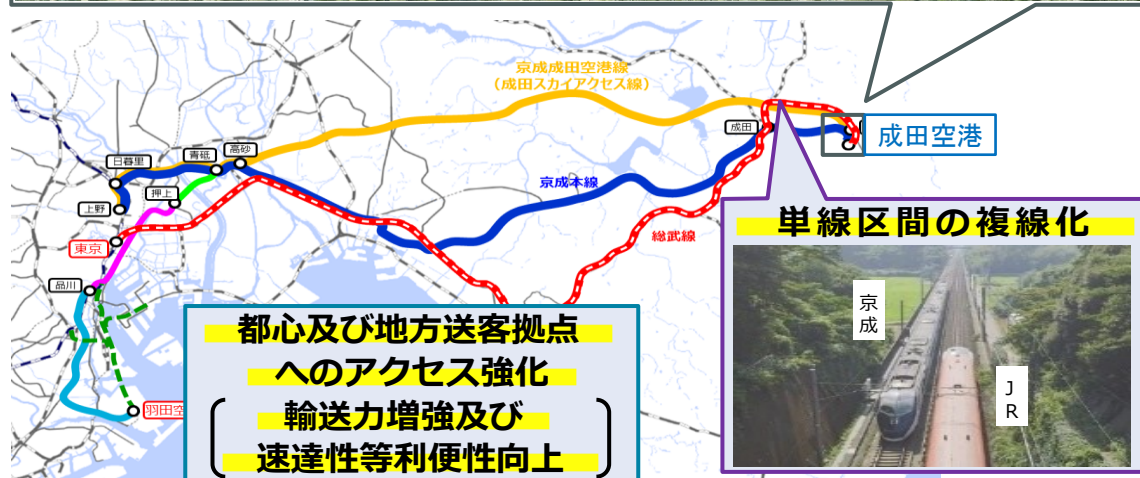 京成成田空港線
(成田スカイアクセス線)
成田
成田空港
日暮里
青砥
高砂
押上
上野
京成本線
東京
総武線
品川
羽田空
単線区間の複線化
京成
JR
都心及び地方送客拠点
へのアクセス強化
輸送力増強及び
速達性等利便性向上